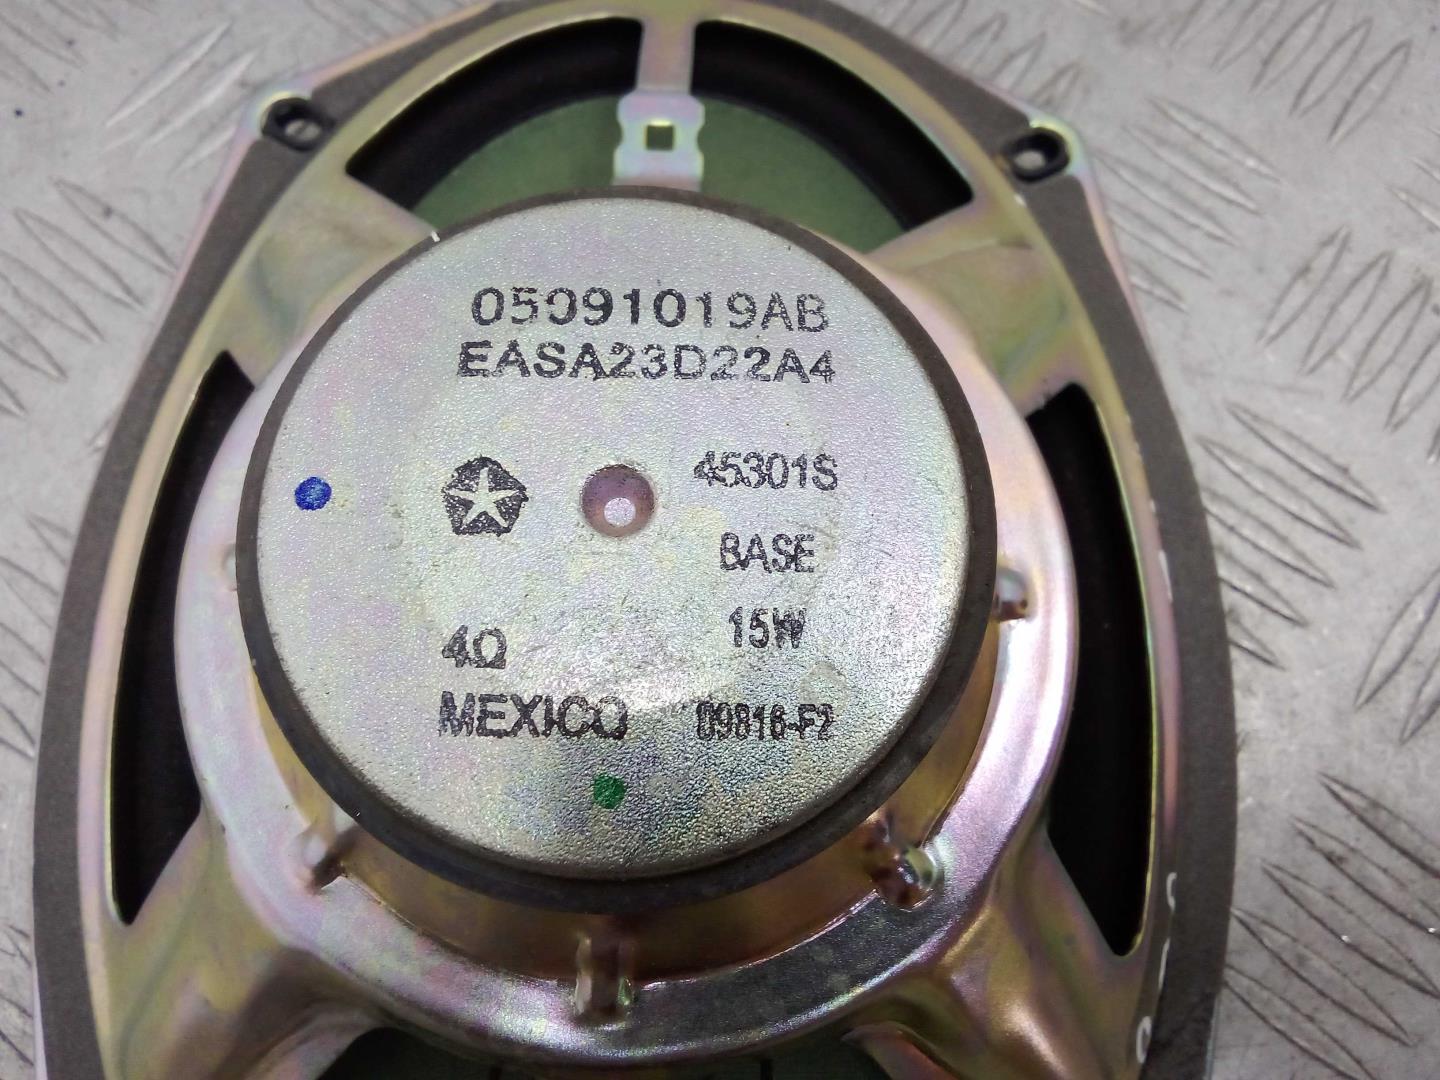 05091019AB
EASA23D22A4
45301S
BASE
4Ω 15W
MEXICO 09816-F2